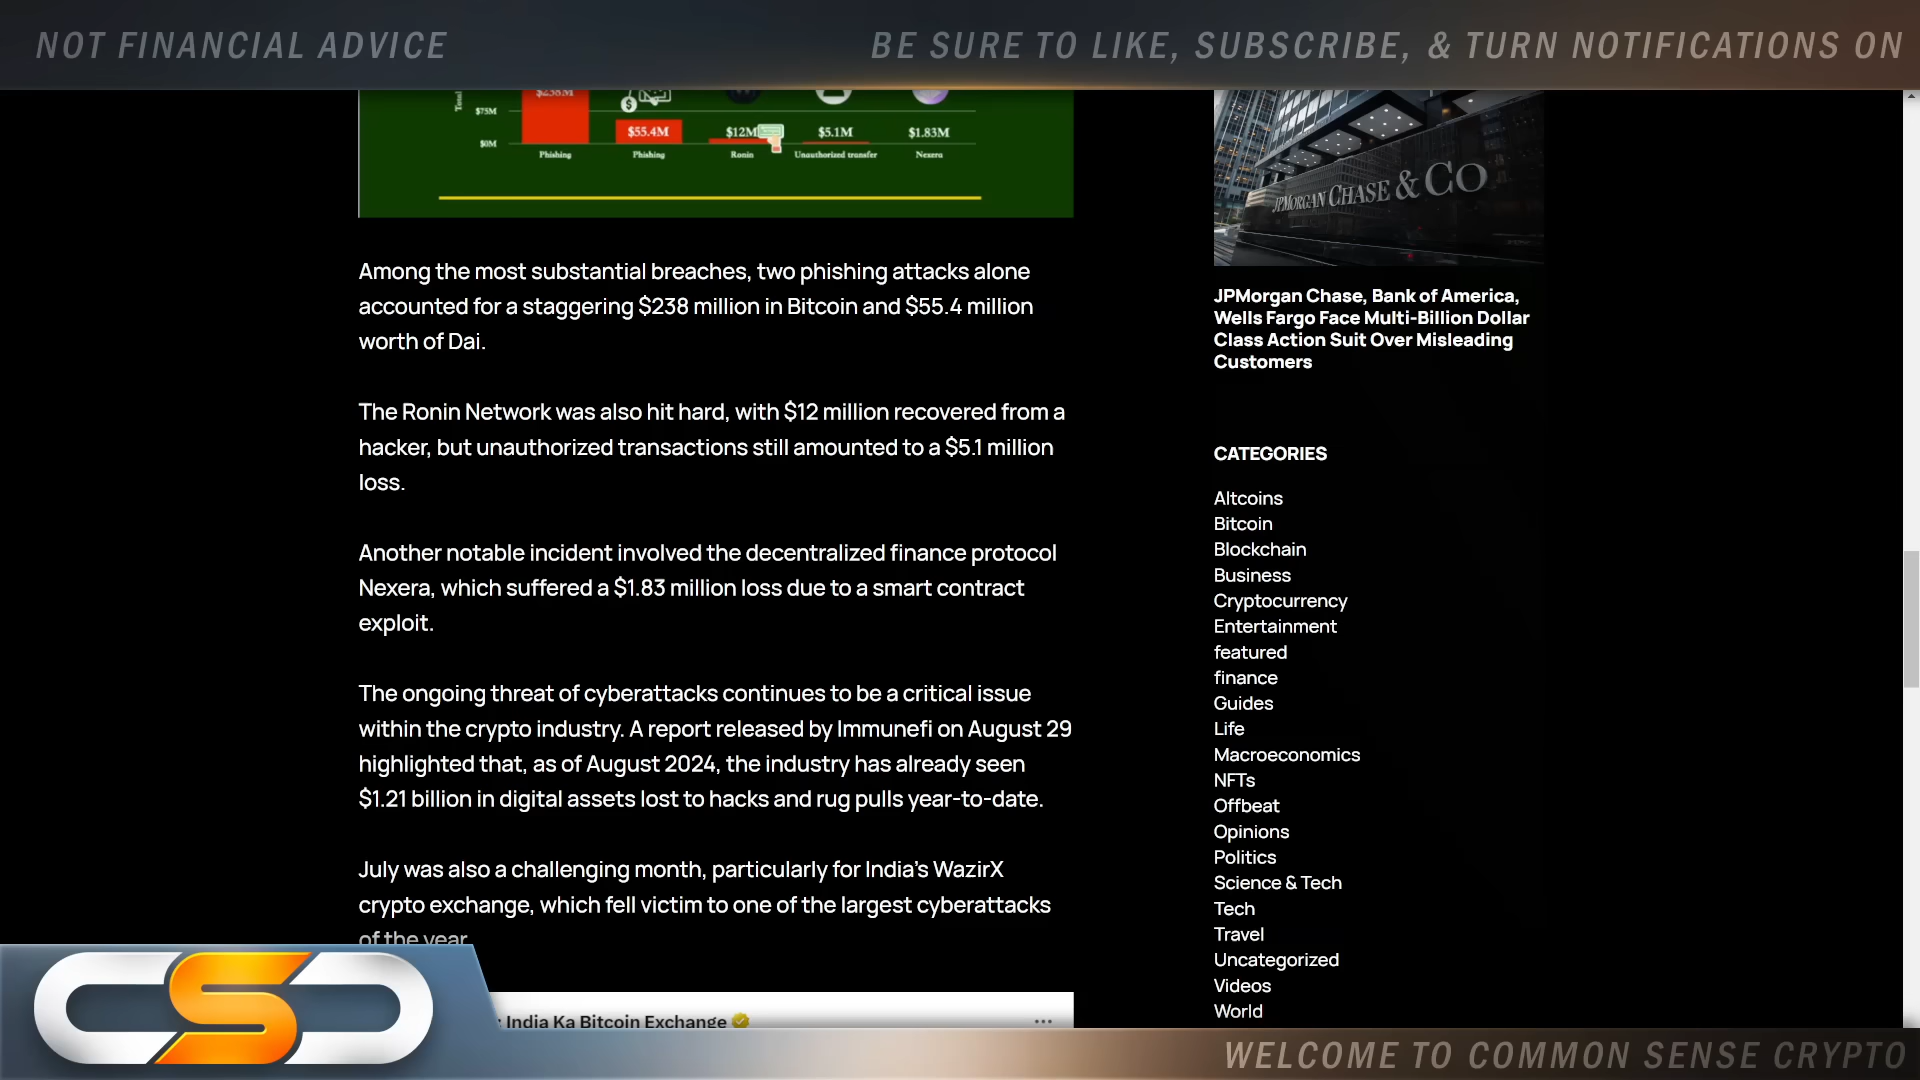 NOT FINANCIAL ADVICE
BE SURE TO LIKE, SUBSCRIBE, & TURN NOTIFICATIONS ON
$238M
$75M
$55.4M
$12M
$5.1M
$1.83M
$0M
Phishing
Phishing
Ronin
Unauthorized transfer
Nexera
Among the most substantial breaches, two phishing attacks alone
accounted for a staggering $238 million in Bitcoin and $55.4 million
worth of Dai.
The Ronin Network was also hit hard, with $12 million recovered from a
hacker, but unauthorized transactions still amounted to a $5.1 million
loss.
Another notable incident involved the decentralized finance protocol
Nexera, which suffered a $1.83 million loss due to a smart contract
exploit.
The ongoing threat of cyberattacks continues to be a critical issue
within the crypto industry. A report released by Immunefi on August 29
highlighted that, as of August 2024, the industry has already seen
$1.21 billion in digital assets lost to hacks and rug pulls year-to-date.
July was also a challenging month, particularly for India's WazirX
crypto exchange, which fell victim to one of the largest cyberattacks
of the year
: India Ka Bitcoin Exchange
JPMORGAN CHASE & CO
JPMorgan Chase, Bank of America,
Wells Fargo Face Multi-Billion Dollar
Class Action Suit Over Misleading
Customers
CATEGORIES
Altcoins
Bitcoin
Blockchain
Business
Cryptocurrency
Entertainment
featured
finance
Guides
Life
Macroeconomics
NFTs
Offbeat
Opinions
Politics
Science & Tech
Tech
Travel
Uncategorized
Videos
World
CSC
WELCOME TO COMMON SENSE CRYPTO